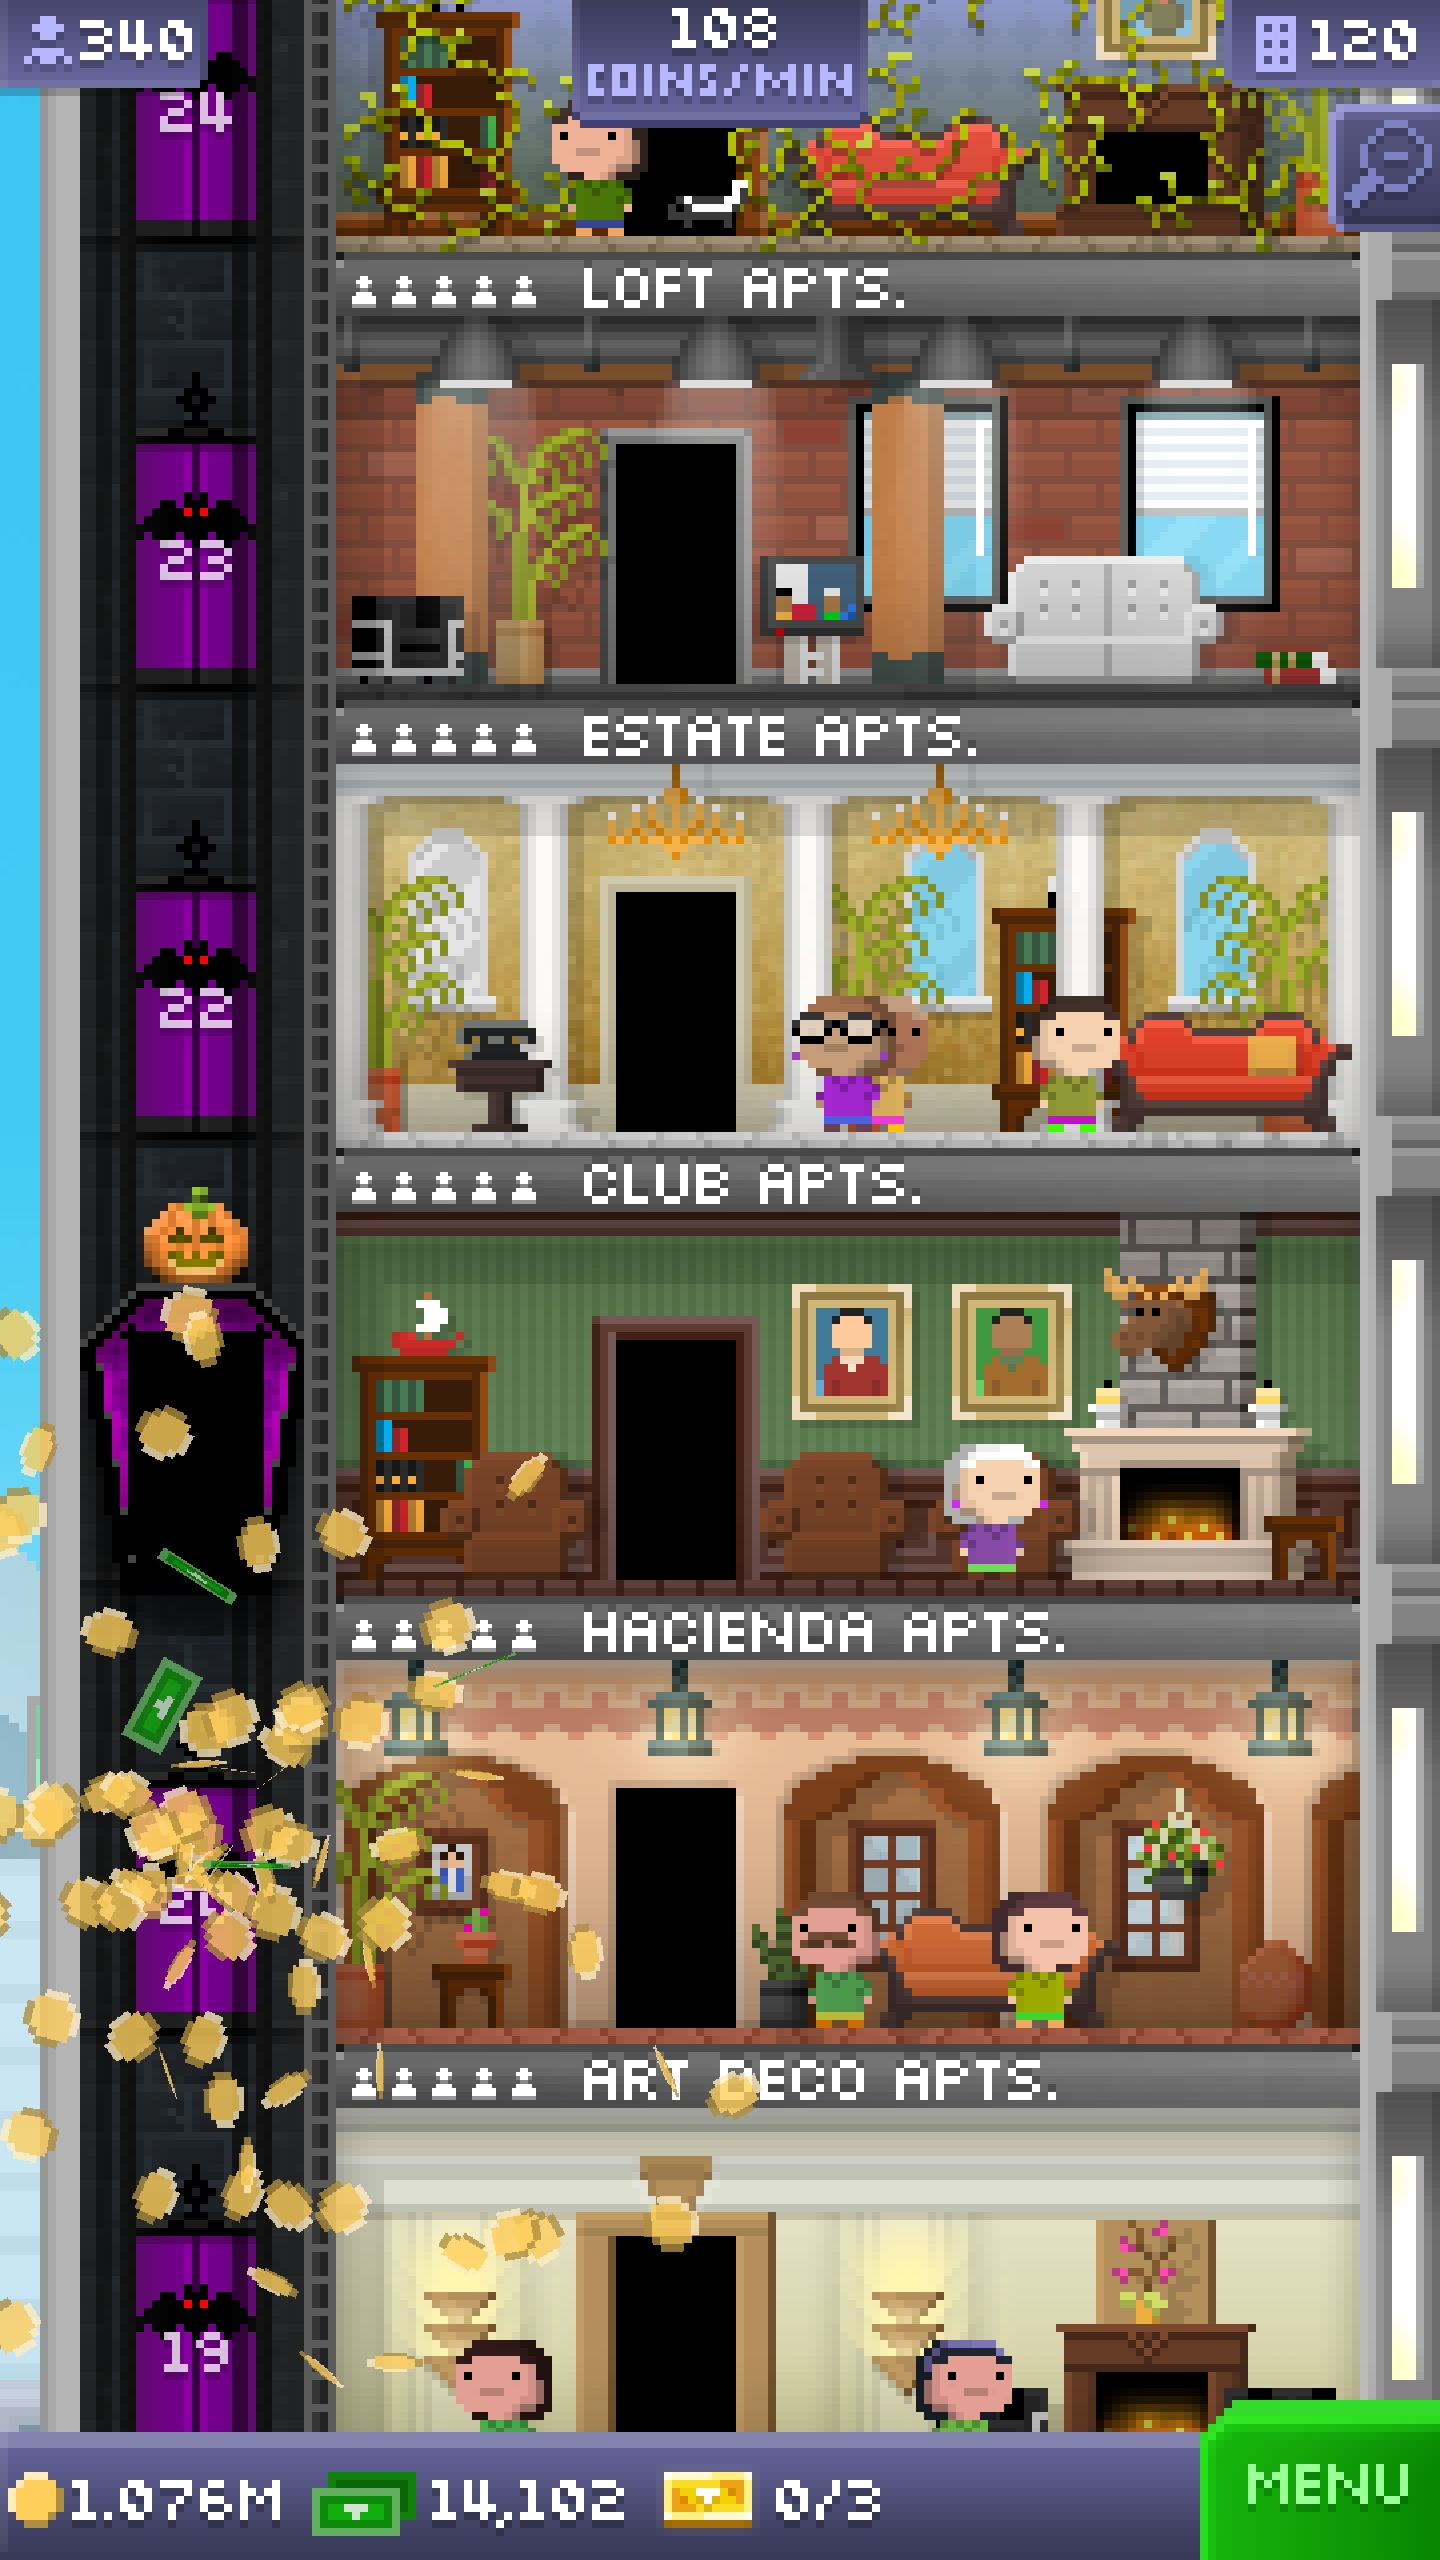 340
108
COINS/MIN
120
24
LOFT APTS.
23
ESTATE APTS.
22
CLUB APTS.
HACIENDA APTS.
ART DECO APTS.
19
1.076M
14,102
0/3
MENU